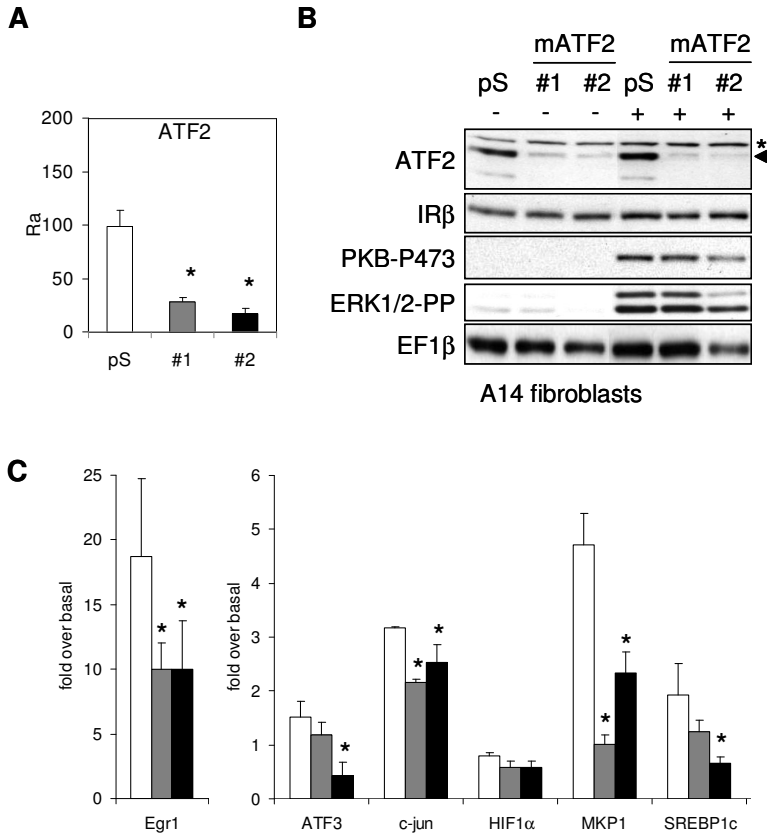 A
200
ATF2
150
100
50
0
Ra
*
*
pS #1 #2
B
mATF2 mATF2
pS #1 #2 pS #1 #2
- - - + + +
ATF2
*
IRβ
PKB-P473
ERK1/2-PP
EF1β
A14 fibroblasts
C
25
20
15
10
5
0
fold over basal
*
*
Egr1
6
5
4
3
2
1
0
fold over basal
*
*
*
*
*
*
ATF3 c-jun HIF1α MKP1 SREBP1c